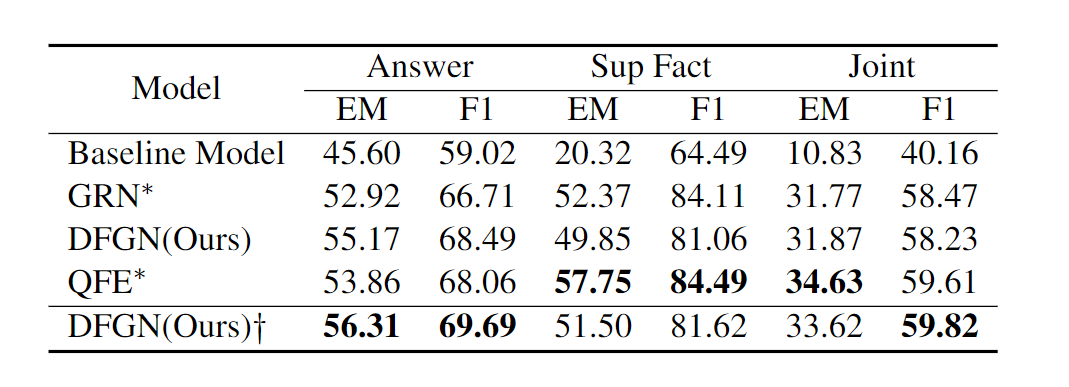 Model Answer Sup Fact Joint
EM F1 EM F1 EM F1
Baseline Model 45.60 59.02 20.32 64.49 10.83 40.16
GRN* 52.92 66.71 52.37 84.11 31.77 58.47
DFGN(Ours) 55.17 68.49 49.85 81.06 31.87 58.23
QFE* 53.86 68.06 57.75 84.49 34.63 59.61
DFGN(Ours)† 56.31 69.69 51.50 81.62 33.62 59.82